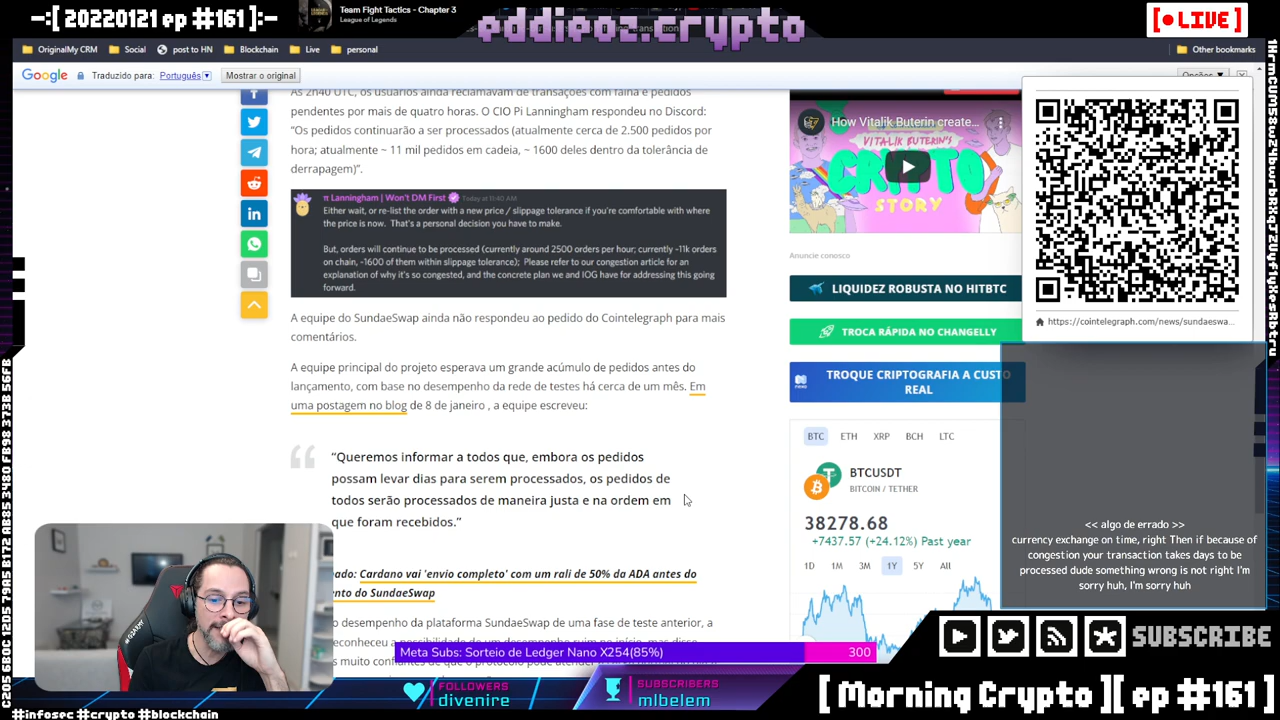 -:[ 20220121 ep #161 ]:-
Team Fight Tactics - Chapter 3
League of Legends
eddieoz.crypto
[●LIVE]
OriginalMy CRM
Social
post to HN
Blockchain
Live
personal
Other bookmarks
Google
Traduzido para: Português
Mostrar o original
Opções ▼
Às 2h40 UTC, os usuários ainda reclamavam de transações com falha e pedidos
pendentes por mais de quatro horas. O CIO Pi Lanningham respondeu no Discord:
“Os pedidos continuarão a ser processados (atualmente cerca de 2.500 pedidos por
hora; atualmente ~ 11 mil pedidos em cadeia, ~ 1600 deles dentro da tolerância de
derrapagem)”.
π Lanningham | Won't DM First Today at 11:40 AM
Either wait, or re-list the order with a new price / slippage tolerance if you're comfortable with where
the price is now. That's a personal decision you have to make.
But, orders will continue to be processed (currently around 2500 orders per hour; currently ~11k orders
on chain, ~1600 of them within slippage tolerance); Please refer to our congestion article for an
explanation of why it's so congested, and the concrete plan we and IOG have for addressing this going
forward.
A equipe do SundaeSwap ainda não respondeu ao pedido do Cointelegraph para mais
comentários.
A equipe principal do projeto esperava um grande acúmulo de pedidos antes do
lançamento, com base no desempenho da rede de testes há cerca de um mês. Em
uma postagem no blog de 8 de janeiro , a equipe escreveu:
“Queremos informar a todos que, embora os pedidos
possam levar dias para serem processados, os pedidos de
todos serão processados de maneira justa e na ordem em
que foram recebidos.”
nado: Cardano vai 'envio completo' com um rali de 50% da ADA antes do
ento do SundaeSwap
o desempenho da plataforma SundaeSwap de uma fase de teste anterior, a
How Vitalik Buterin create...
VITALIK BUTERIN'S
CRYPTO
STORY
Anuncie conosco
LIQUIDEZ ROBUSTA NO HITBTC
TROCA RÁPIDA NO CHANGELLY
TROQUE CRIPTOGRAFIA A CUSTO
REAL
BTC ETH XRP BCH LTC
BTCUSDT
BITCOIN / TETHER
38278.68
+7437.57 (+24.12%) Past year
1D 1M 3M 1Y 5Y All
https://cointelegraph.com/news/sundaeswa...
<< algo de errado >>
currency exchange on time, right Then if because of
congestion your transaction takes days to be
processed dude something wrong is not right I'm
sorry huh, I'm sorry huh
Meta Subs: Sorteio de Ledger Nano X254(85%)
300
FOLLOWERS
divenire
SUBSCRIBERS
mlbelem
SUBSCRIBE
[ Morning Crypto ][ ep #161 ]
#infosec #crypto #blockchain